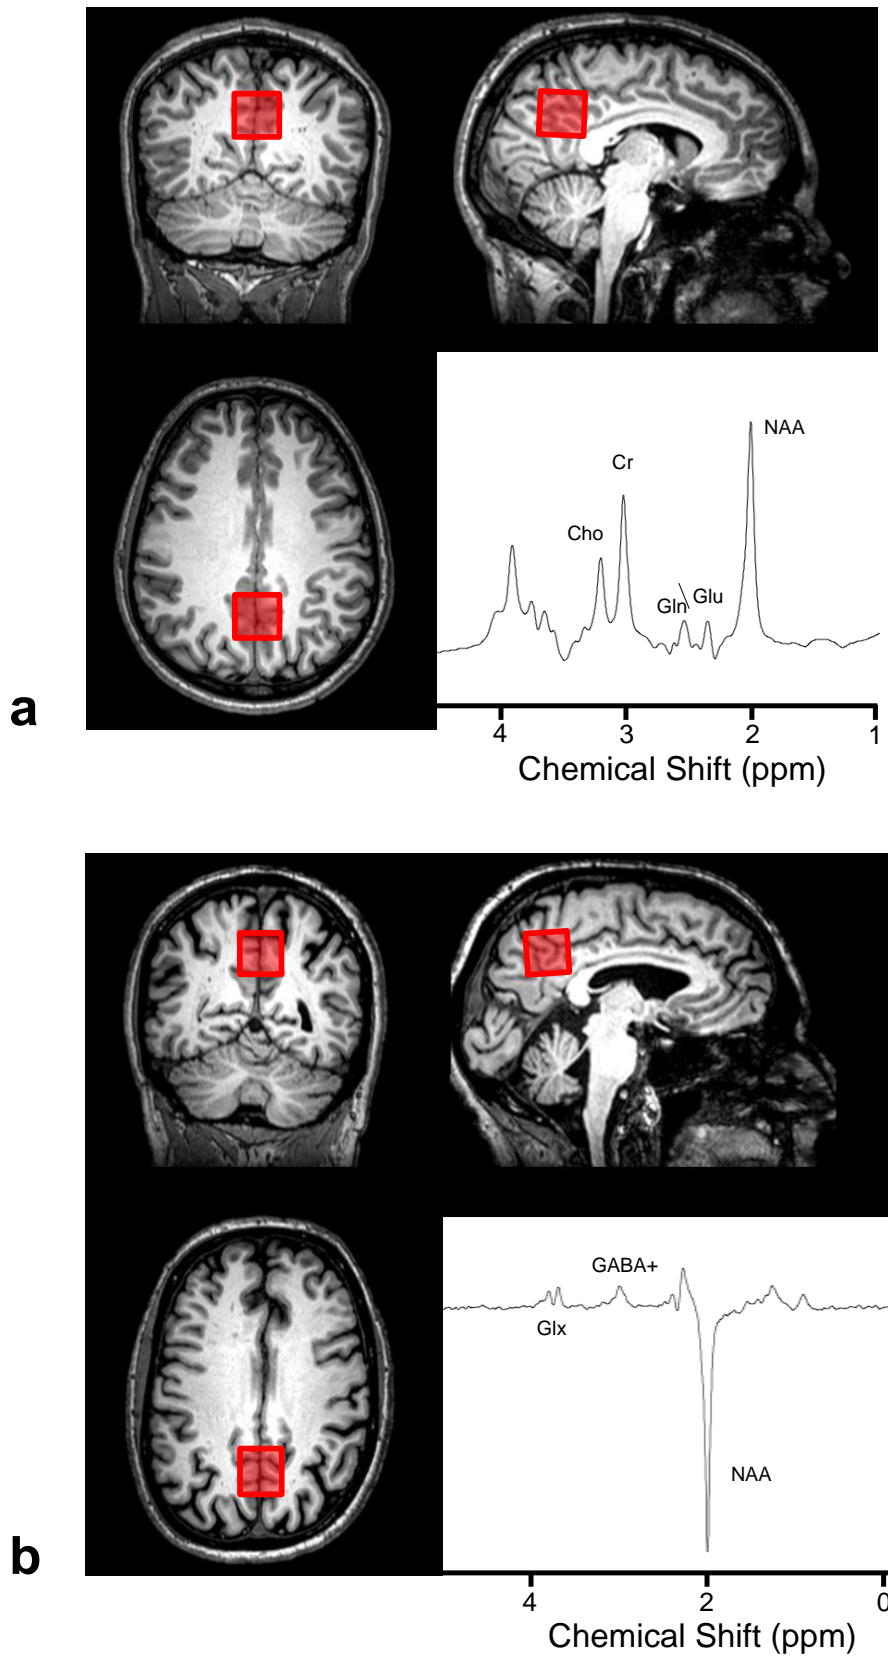 NAA
Cr
Cho
Gln
Glu
4 3 2 1
Chemical Shift (ppm)
a
GABA+
Glx
NAA
4 2 0
Chemical Shift (ppm)
b